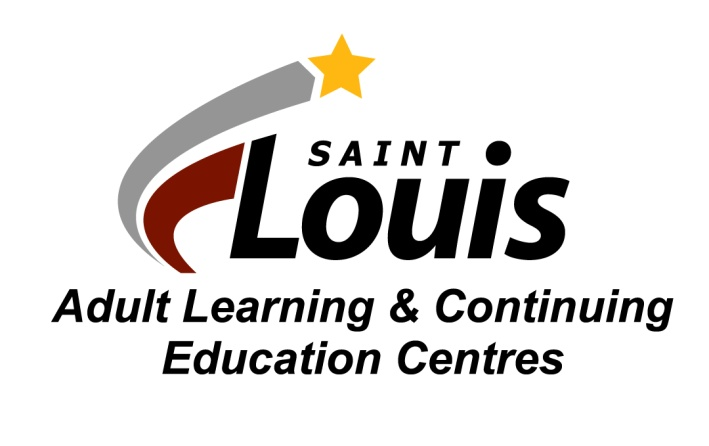 SAINT
Louis
Adult Learning & Continuing
Education Centres